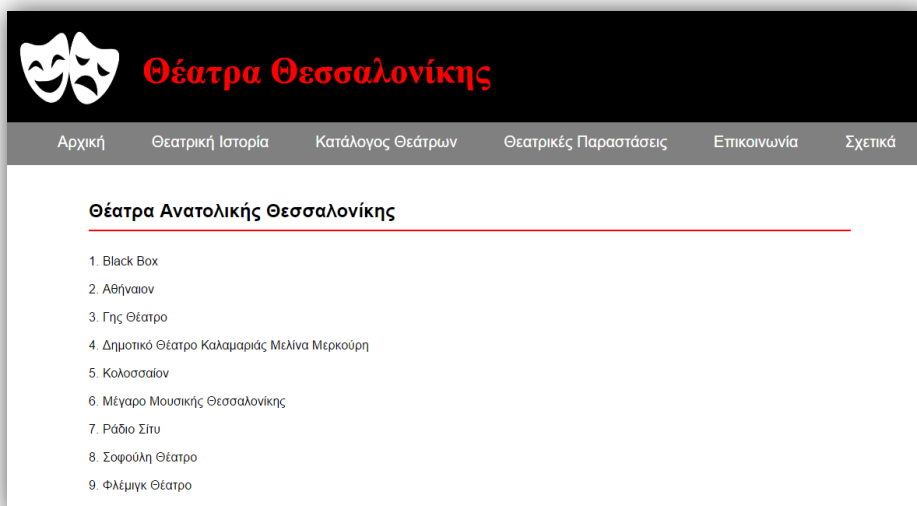 Θέατρα Θεσσαλονίκης
Αρχική Θεατρική Ιστορία Κατάλογος Θεάτρων Θεατρικές Παραστάσεις Επικοινωνία Σχετικά
Θέατρα Ανατολικής Θεσσαλονίκης
1. Black Box
2. Αθήναιον
3. Γης Θέατρο
4. Δημοτικό Θέατρο Καλαμαριάς Μελίνα Μερκούρη
5. Κολοσσαίον
6. Μέγαρο Μουσικής Θεσσαλονίκης
7. Ράδιο Σίτυ
8. Σοφούλη Θέατρο
9. Φλέμιγκ Θέατρο